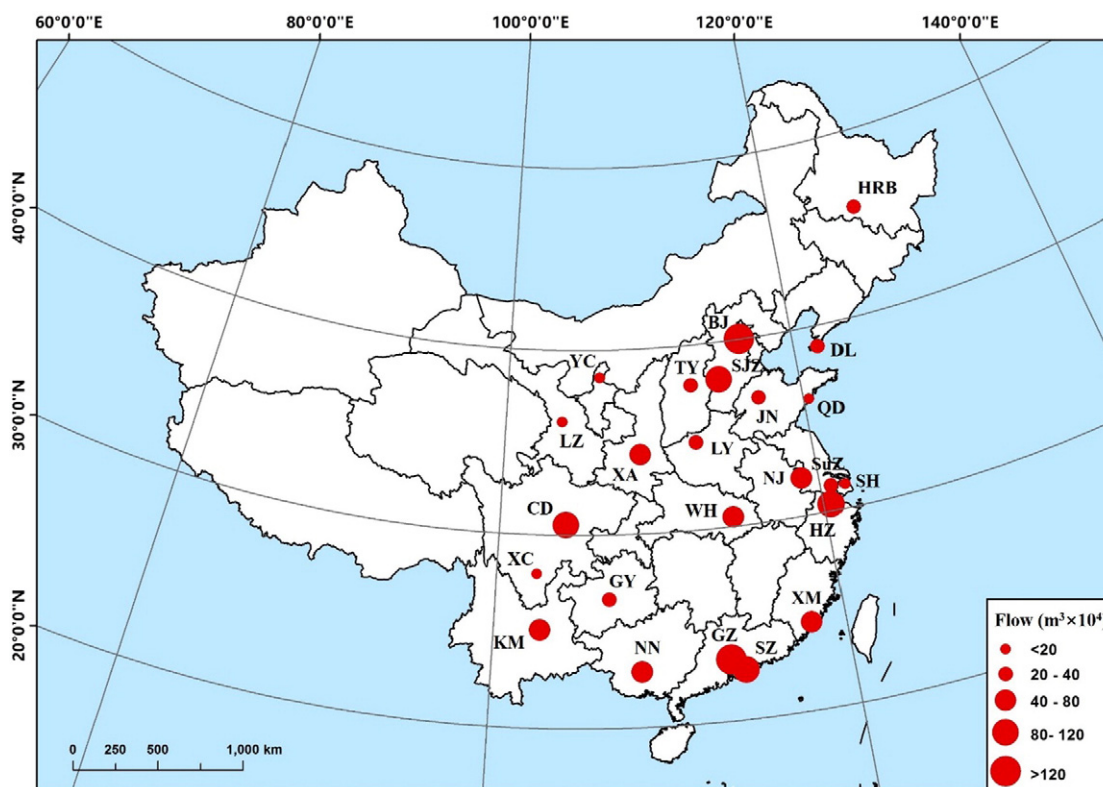 60°0'0"E 80°0'0"E 100°0'0"E 120°0'0"E 140°0'0"E
40°0'0"N
30°0'0"N
20°0'0"N
HRB
BJ
DL
YC
TY
SJZ
JN
QD
LZ
LY
XA
NJ
SuZ
SH
CD
WH
HZ
XC
GY
XM
KM
NN
GZ
SZ
Flow (m³×10⁴)
<20
20 - 40
40 - 80
80- 120
>120
0 250 500 1,000 km